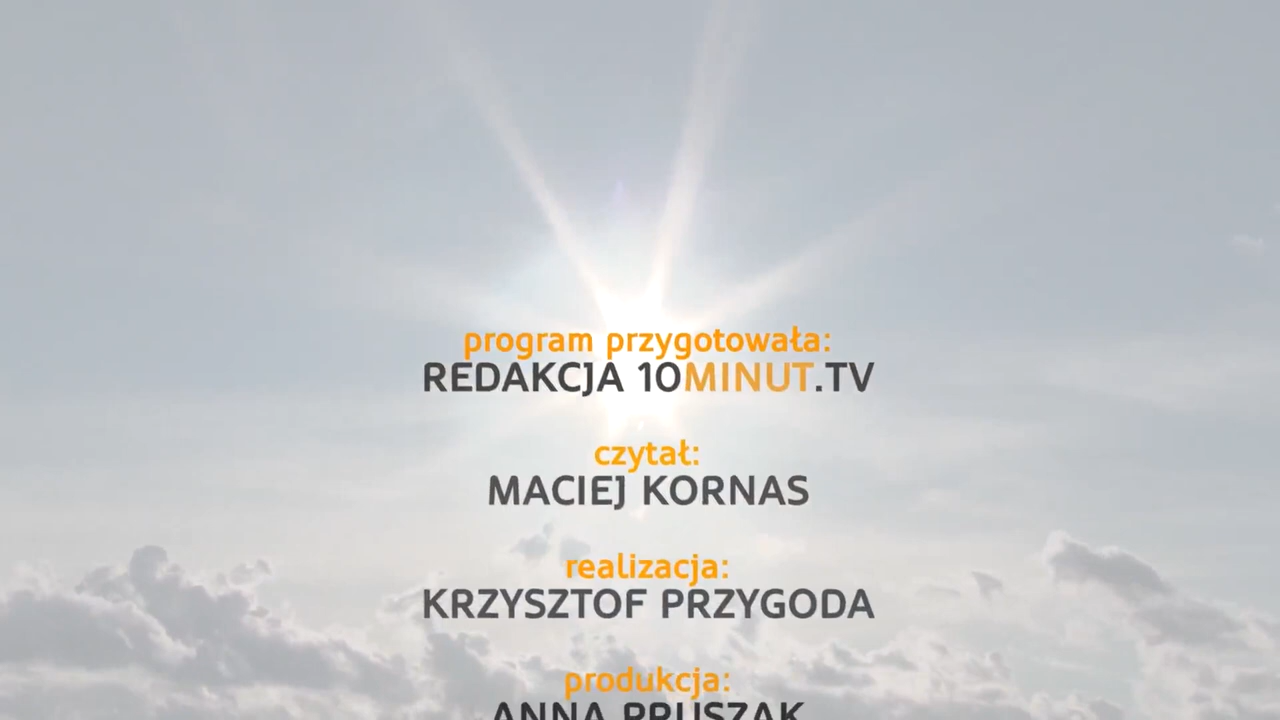 program przygotowała:
REDAKCJA 10MINUT.TV
czytał:
MACIEJ KORNAS
realizacja:
KRZYSZTOF PRZYGODA
produkcja:
ANNA PRUSZAK